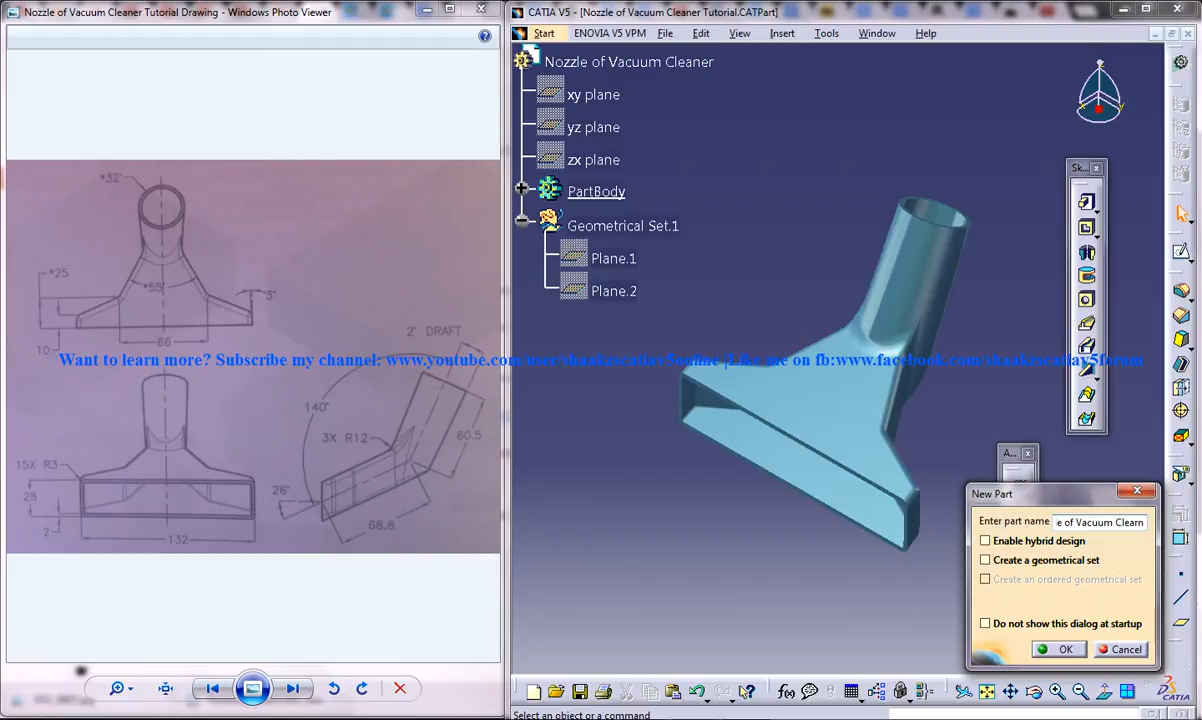 Nozzle of Vacuum Cleaner Tutorial Drawing - Windows Photo Viewer
CATIA V5 - [Nozzle of Vacuum Cleaner Tutorial.CATPart]
Start ENOVIA V5 VPM File Edit View Insert Tools Window Help
Nozzle of Vacuum Cleaner
xy plane
yz plane
zx plane
PartBody
Geometrical Set.1
Plane.1
Plane.2
Sk...
*32'
*25
*55'
3'
10
66
2' DRAFT
Want to learn more? Subscribe my channel: www.youtube.com/user/shaakzscatiav5online |Like me on fb:www.facebook.com/shaakzscatiav5forum
140'
3X R12
60.5
15X R3
28
2
132
26'
68.8
A...
New Part
Enter part name e of Vacuum Clearn
Enable hybrid design
Create a geometrical set
Create an ordered geometrical set
Do not show this dialog at startup
OK Cancel
f(x)
CATIA
Select an object or a command